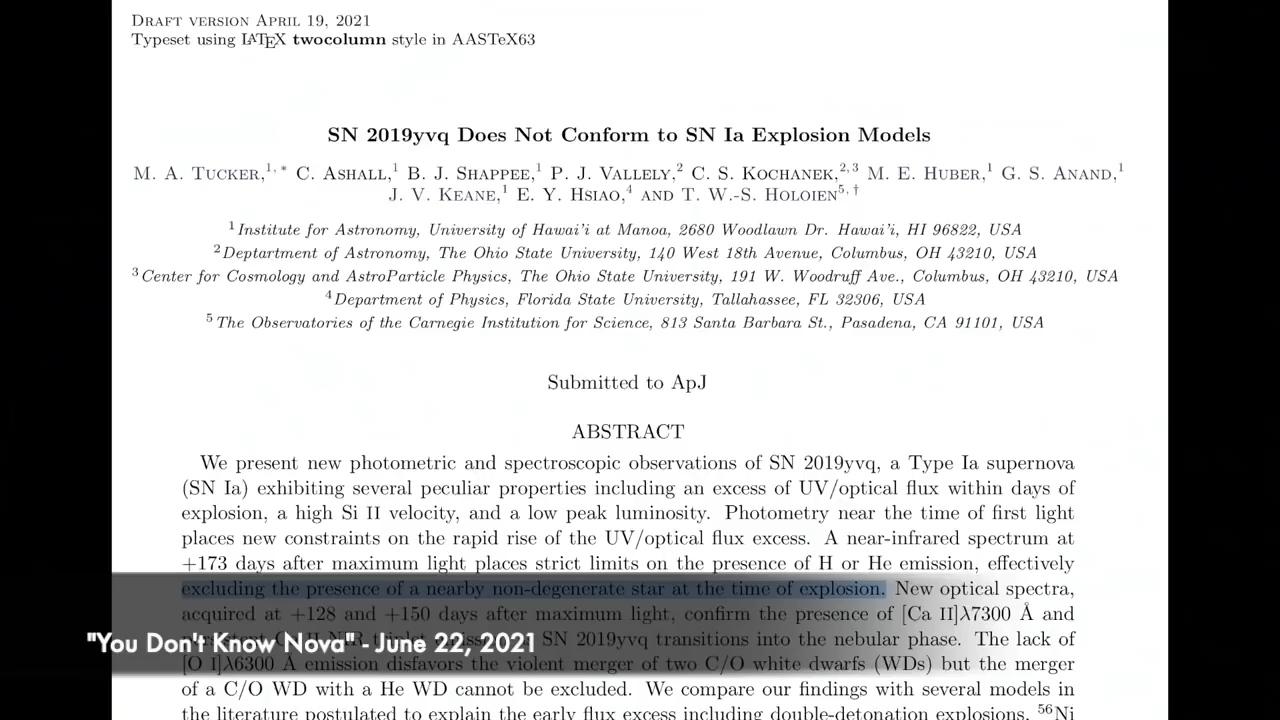 DRAFT VERSION APRIL 19, 2021
Typeset using LATEX twocolumn style in AASTeX63
SN 2019yvq Does Not Conform to SN Ia Explosion Models
M. A. TUCKER,1, * C. ASHALL,1 B. J. SHAPPEE,1 P. J. VALLELY,2 C. S. KOCHANEK,2,3 M. E. HUBER,1 G. S. ANAND,1
J. V. KEANE,1 E. Y. HSIAO,4 AND T. W.-S. HOLOIEN5, †
1Institute for Astronomy, University of Hawai'i at Manoa, 2680 Woodlawn Dr. Hawai'i, HI 96822, USA
2Deptartment of Astronomy, The Ohio State University, 140 West 18th Avenue, Columbus, OH 43210, USA
3Center for Cosmology and AstroParticle Physics, The Ohio State University, 191 W. Woodruff Ave., Columbus, OH 43210, USA
4Department of Physics, Florida State University, Tallahassee, FL 32306, USA
5The Observatories of the Carnegie Institution for Science, 813 Santa Barbara St., Pasadena, CA 91101, USA
Submitted to ApJ
ABSTRACT
We present new photometric and spectroscopic observations of SN 2019yvq, a Type Ia supernova
(SN Ia) exhibiting several peculiar properties including an excess of UV/optical flux within days of
explosion, a high Si II velocity, and a low peak luminosity. Photometry near the time of first light
places new constraints on the rapid rise of the UV/optical flux excess. A near-infrared spectrum at
+173 days after maximum light places strict limits on the presence of H or He emission, effectively
excluding the presence of a nearby non-degenerate star at the time of explosion. New optical spectra,
acquired at +128 and +150 days after maximum light, confirm the presence of [Ca II]λ7300 Å and
SN 2019yvq transitions into the nebular phase. The lack of
"You Don't Know Nova" - June 22, 2021
[O I]λ6300 Å emission disfavors the violent merger of two C/O white dwarfs (WDs) but the merger
of a C/O WD with a He WD cannot be excluded. We compare our findings with several models in
the literature postulated to explain the early flux excess including double-detonation explosions, 56Ni